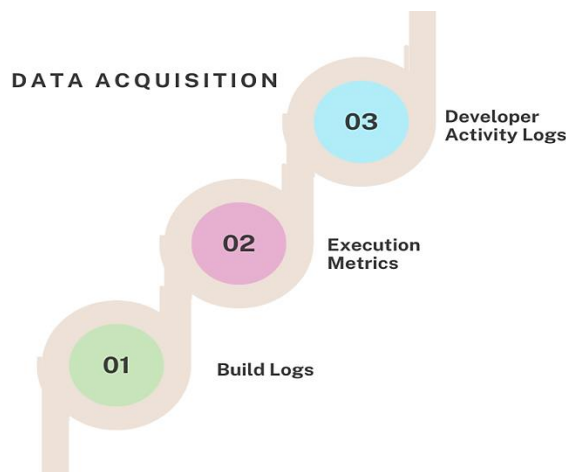 DATA ACQUISITION
03
Developer
Activity Logs
02
Execution
Metrics
01
Build Logs